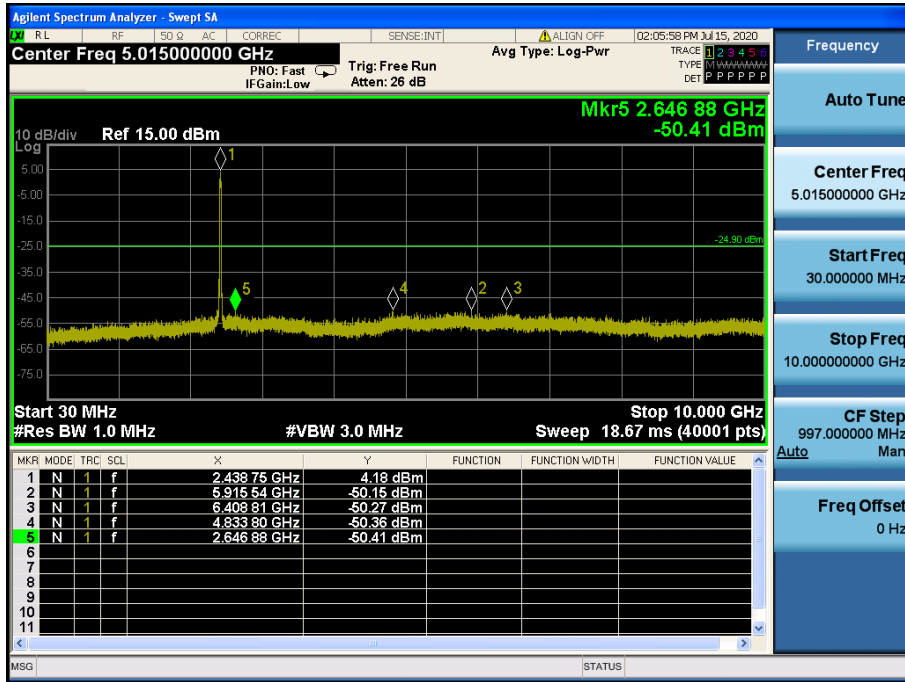 Agilent Spectrum Analyzer - Swept SA
LXI RL RF 50 Ω AC CORREC SENSE:INT ALIGN OFF 02:05:58 PM Jul 15, 2020
Center Freq 5.015000000 GHz
PNO: Fast
IFGain:Low
Trig: Free Run
Atten: 26 dB
Avg Type: Log-Pwr
TRACE 1 2 3 4 5 6
TYPE M WWWWW
DET P P P P P P
Mkr5 2.646 88 GHz
-50.41 dBm
10 dB/div Ref 15.00 dBm
Log
5.00
-5.00
-15.0
-25.0
-35.0
-45.0
-55.0
-65.0
-75.0
1
5
4
2
3
-24.90 dBm
Start 30 MHz
Stop 10.000 GHz
#Res BW 1.0 MHz
#VBW 3.0 MHz
Sweep 18.67 ms (40001 pts)
MKR MODE TRC SCL X Y FUNCTION FUNCTION WIDTH FUNCTION VALUE
1 N 1 f 2.438 75 GHz 4.18 dBm
2 N 1 f 5.915 54 GHz -50.15 dBm
3 N 1 f 6.408 81 GHz -50.27 dBm
4 N 1 f 4.833 80 GHz -50.36 dBm
5 N 1 f 2.646 88 GHz -50.41 dBm
6
7
8
9
10
11
MSG STATUS
Frequency
Auto Tune
Center Freq
5.015000000 GHz
Start Freq
30.000000 MHz
Stop Freq
10.000000000 GHz
CF Step
997.000000 MHz
Auto Man
Freq Offset
0 Hz